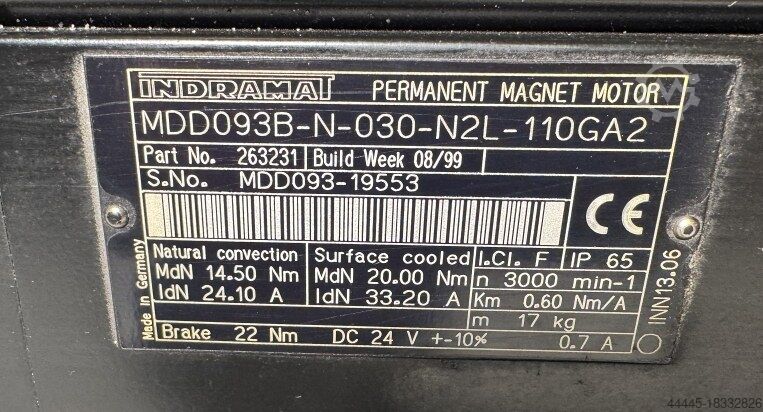 INDRAMAT PERMANENT MAGNET MOTOR
MDD093B-N-030-N2L-110GA2
Part No. 263231 Build Week 08/99
S.No. MDD093-19553
CE
Natural convection Surface cooled I.Cl. F IP 65
MdN 14.50 Nm MdN 20.00 Nm n 3000 min-1
IdN 24.10 A IdN 33.20 A Km 0.60 Nm/A
m 17 kg
Brake 22 Nm DC 24 V +-10% 0.7 A
Made in Germany
INN13.06
44445-18332826